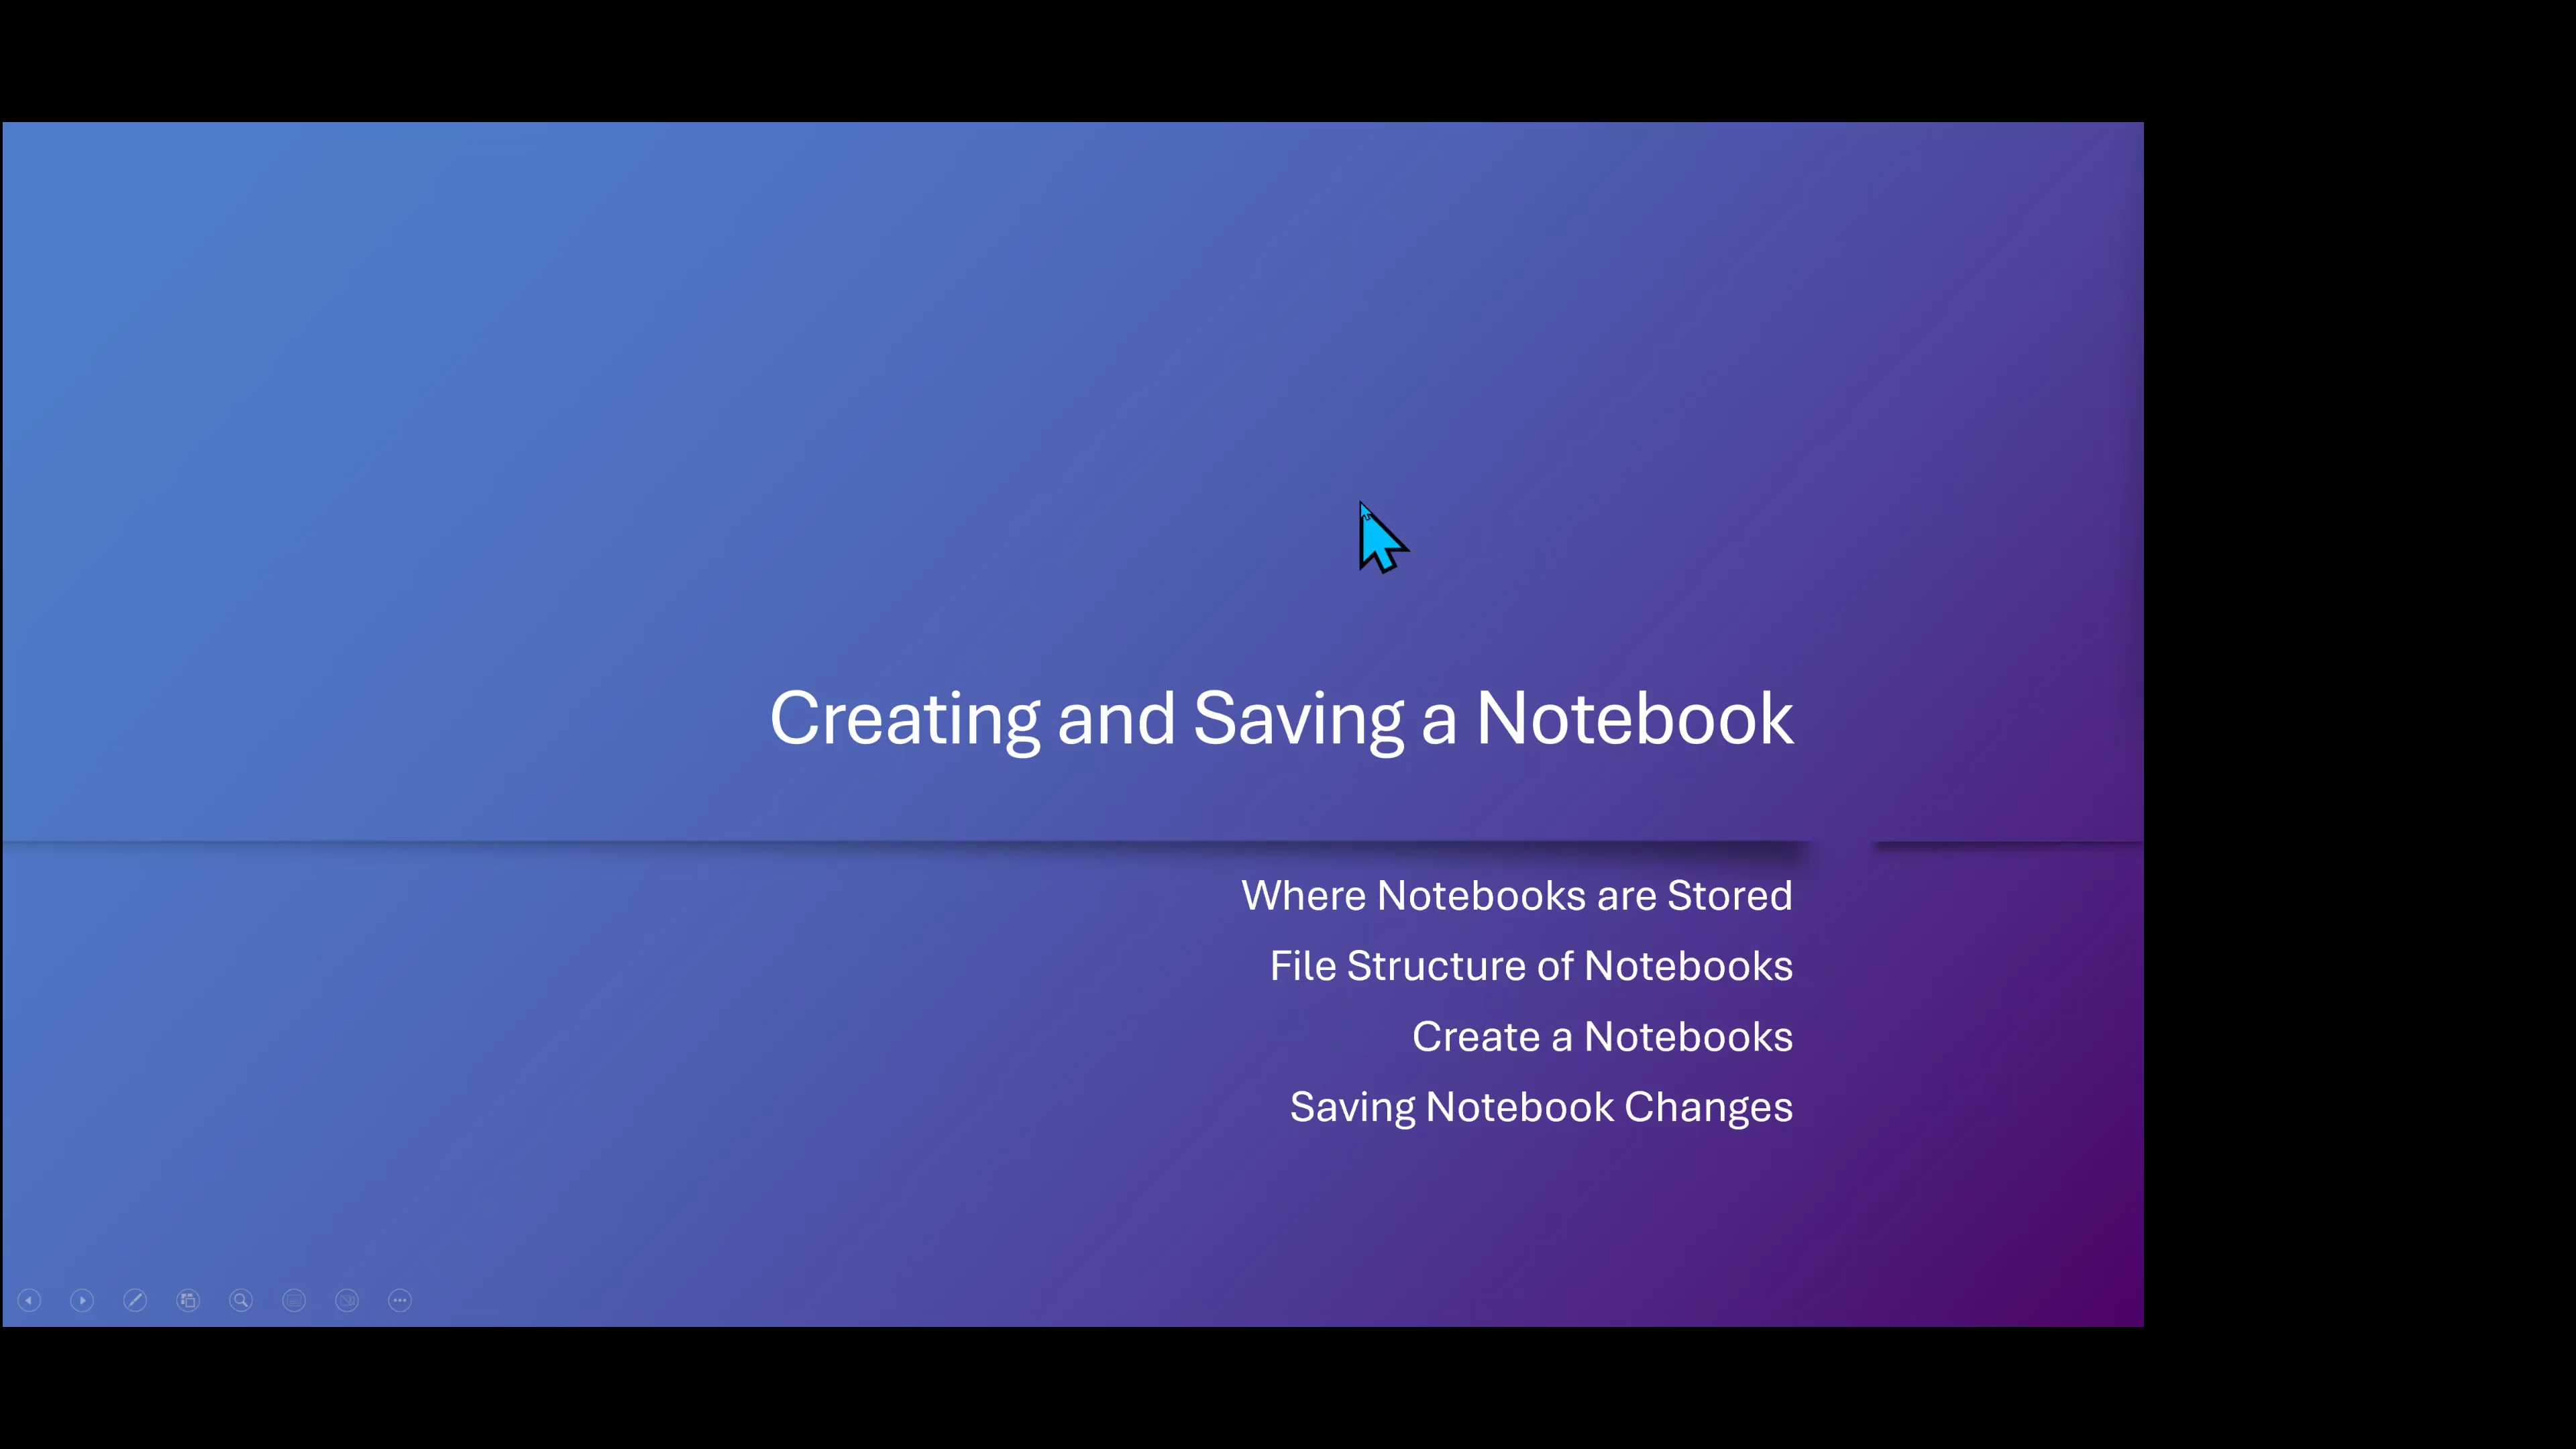 Creating and Saving a Notebook
Where Notebooks are Stored
File Structure of Notebooks
Create a Notebooks
Saving Notebook Changes